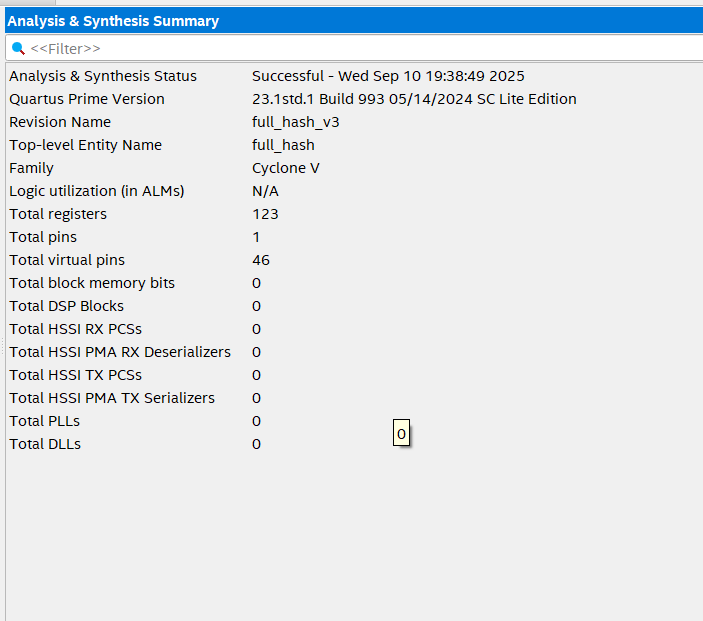 Analysis & Synthesis Summary
<<Filter>>
Analysis & Synthesis Status Successful - Wed Sep 10 19:38:49 2025
Quartus Prime Version 23.1std.1 Build 993 05/14/2024 SC Lite Edition
Revision Name full_hash_v3
Top-level Entity Name full_hash
Family Cyclone V
Logic utilization (in ALMs) N/A
Total registers 123
Total pins 1
Total virtual pins 46
Total block memory bits 0
Total DSP Blocks 0
Total HSSI RX PCSs 0
Total HSSI PMA RX Deserializers 0
Total HSSI TX PCSs 0
Total HSSI PMA TX Serializers 0
Total PLLs 0
0
Total DLLs 0